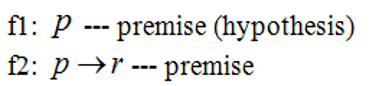 f1: p --- premise (hypothesis)
f2: p → r --- premise